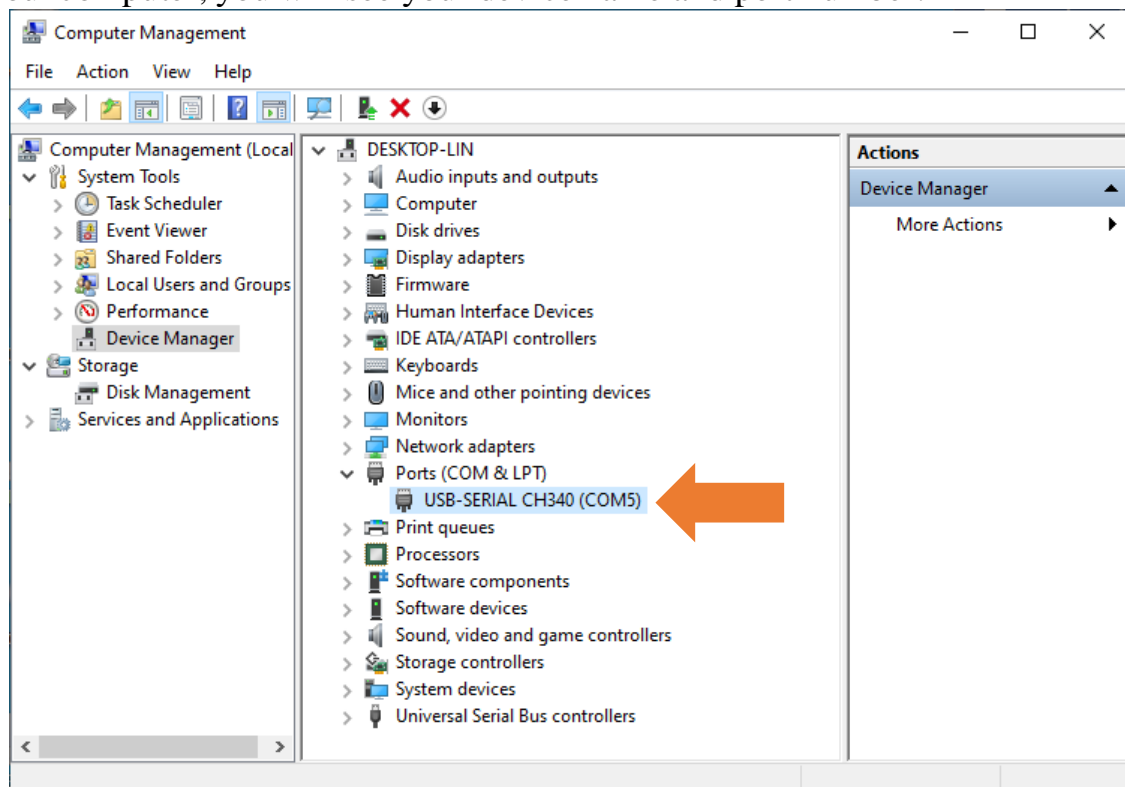 Computer Management
File Action View Help
Computer Management (Local
System Tools
Task Scheduler
Event Viewer
Shared Folders
Local Users and Groups
Performance
Device Manager
Storage
Disk Management
Services and Applications
DESKTOP-LIN
Audio inputs and outputs
Computer
Disk drives
Display adapters
Firmware
Human Interface Devices
IDE ATA/ATAPI controllers
Keyboards
Mice and other pointing devices
Monitors
Network adapters
Ports (COM & LPT)
USB-SERIAL CH340 (COM5)
Print queues
Processors
Software components
Software devices
Sound, video and game controllers
Storage controllers
System devices
Universal Serial Bus controllers
Actions
Device Manager
More Actions